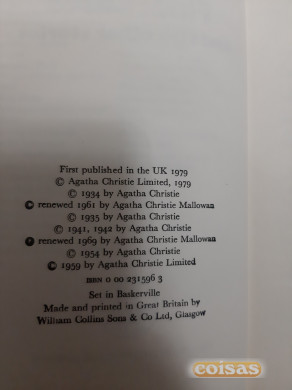 First published in the UK 1979
© Agatha Christie Limited, 1979
© 1934 by Agatha Christie
© renewed 1961 by Agatha Christie Mallowan
© 1935 by Agatha Christie
© 1941, 1942 by Agatha Christie
© renewed 1969 by Agatha Christie Mallowan
© 1954 by Agatha Christie
© 1959 by Agatha Christie Limited
ISBN 0 00 231596 3
Set in Baskerville
Made and printed in Great Britain by
William Collins Sons & Co Ltd, Glasgow
coisas